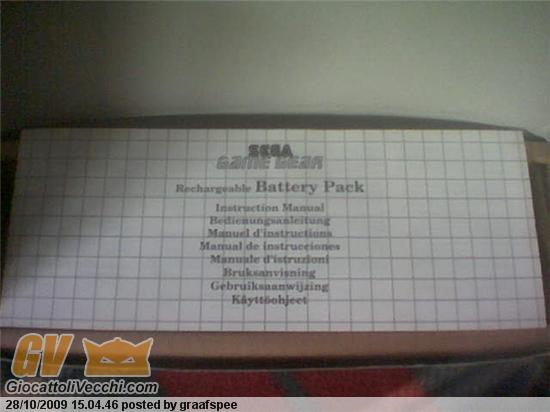 SEGA
GAME GEAR
Rechargeable Battery Pack
Instruction Manual
Bedienungsanleitung
Manuel d'instructions
Manual de instrucciones
Manuale d'istruzioni
Bruksanvisning
Gebruiksaanwijzing
Käyttöohject
GV
GiocattoliVecchi.com
28/10/2009 15.04.46 posted by graafspee